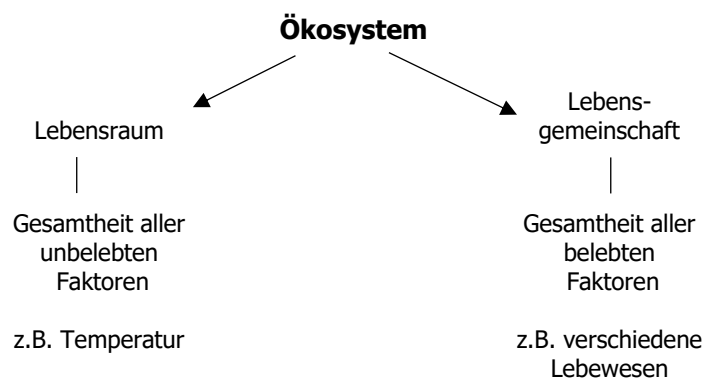 Ökosystem
Lebensraum
Gesamtheit aller
unbelebten
Faktoren
z.B. Temperatur
Lebens-
gemeinschaft
Gesamtheit aller
belebten
Faktoren
z.B. verschiedene
Lebewesen